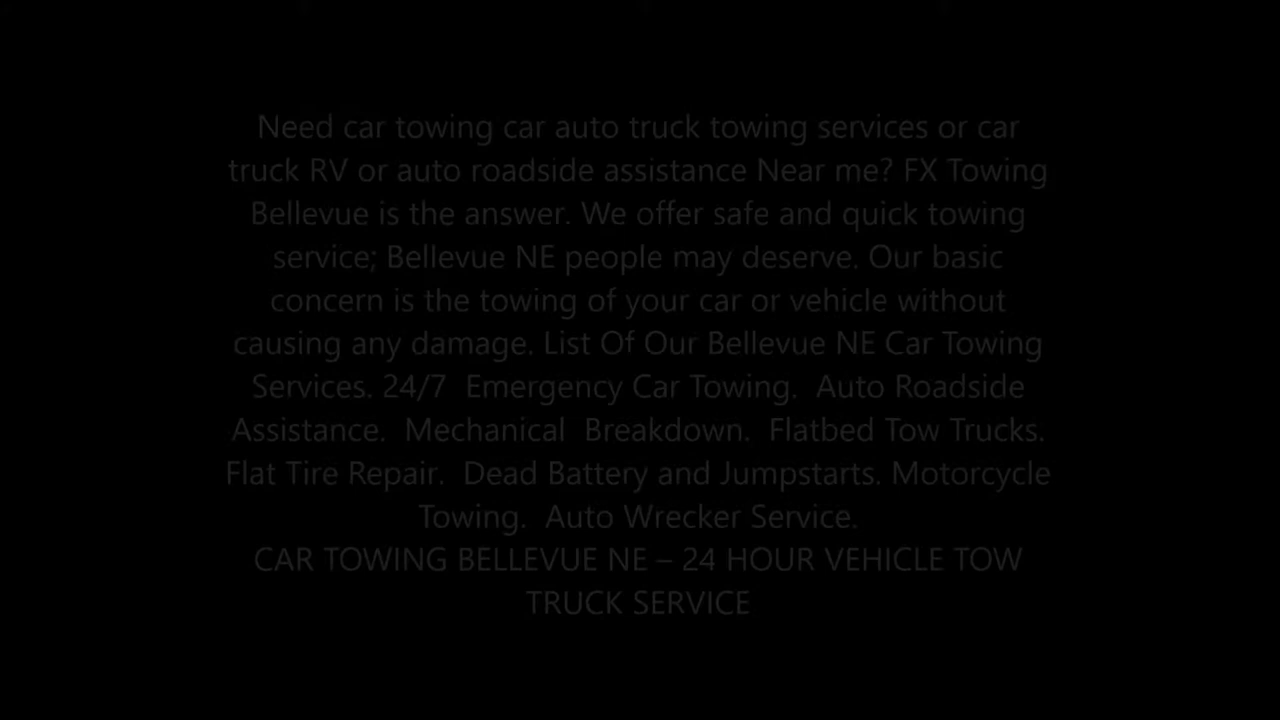 Need car towing car auto truck towing services or car
truck RV or auto roadside assistance Near me? FX Towing
Bellevue is the answer. We offer safe and quick towing
service; Bellevue NE people may deserve. Our basic
concern is the towing of your car or vehicle without
causing any damage. List Of Our Bellevue NE Car Towing
Services. 24/7  Emergency Car Towing.  Auto Roadside
Assistance.  Mechanical  Breakdown.  Flatbed Tow Trucks.
Flat Tire Repair.  Dead Battery and Jumpstarts. Motorcycle
Towing.  Auto Wrecker Service.
CAR TOWING BELLEVUE NE – 24 HOUR VEHICLE TOW
TRUCK SERVICE